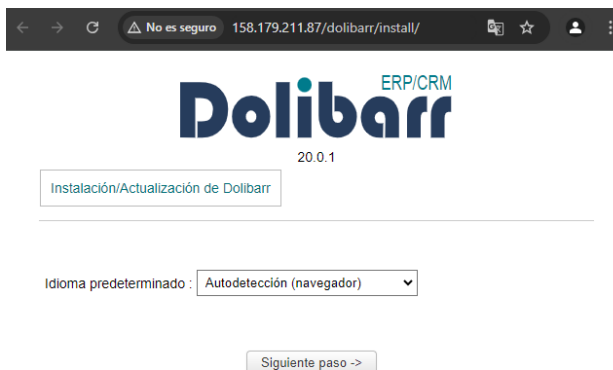 No es seguro 158.179.211.87/dolibarr/install/
ERP/CRM
Dolibarr
20.0.1
Instalación/Actualización de Dolibarr
Idioma predeterminado : Autodetección (navegador)
Siguiente paso ->